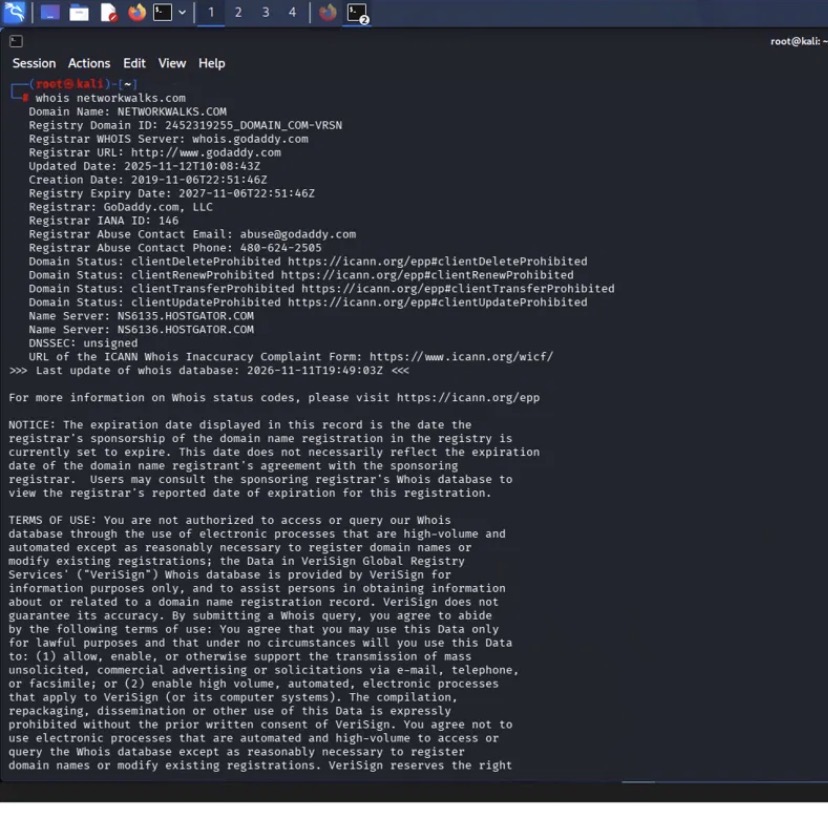 1 2 3 4 2
root@kali: ~
Session Actions Edit View Help
(root㉿kali)-[~]
# whois networkwalks.com
Domain Name: NETWORKWALKS.COM
Registry Domain ID: 2452319255_DOMAIN_COM-VRSN
Registrar WHOIS Server: whois.godaddy.com
Registrar URL: http://www.godaddy.com
Updated Date: 2025-11-12T10:08:43Z
Creation Date: 2019-11-06T22:51:46Z
Registry Expiry Date: 2027-11-06T22:51:46Z
Registrar: GoDaddy.com, LLC
Registrar IANA ID: 146
Registrar Abuse Contact Email: abuse@godaddy.com
Registrar Abuse Contact Phone: 480-624-2505
Domain Status: clientDeleteProhibited https://icann.org/epp#clientDeleteProhibited
Domain Status: clientRenewProhibited https://icann.org/epp#clientRenewProhibited
Domain Status: clientTransferProhibited https://icann.org/epp#clientTransferProhibited
Domain Status: clientUpdateProhibited https://icann.org/epp#clientUpdateProhibited
Name Server: NS6135.HOSTGATOR.COM
Name Server: NS6136.HOSTGATOR.COM
DNSSEC: unsigned
URL of the ICANN Whois Inaccuracy Complaint Form: https://www.icann.org/wicf/
>>> Last update of whois database: 2026-11-11T19:49:03Z <<<
For more information on Whois status codes, please visit https://icann.org/epp
NOTICE: The expiration date displayed in this record is the date the
registrar's sponsorship of the domain name registration in the registry is
currently set to expire. This date does not necessarily reflect the expiration
date of the domain name registrant's agreement with the sponsoring
registrar. Users may consult the sponsoring registrar's Whois database to
view the registrar's reported date of expiration for this registration.
TERMS OF USE: You are not authorized to access or query our Whois
database through the use of electronic processes that are high-volume and
automated except as reasonably necessary to register domain names or
modify existing registrations; the Data in VeriSign Global Registry
Services' ("VeriSign") Whois database is provided by VeriSign for
information purposes only, and to assist persons in obtaining information
about or related to a domain name registration record. VeriSign does not
guarantee its accuracy. By submitting a Whois query, you agree to abide
by the following terms of use: You agree that you may use this Data only
for lawful purposes and that under no circumstances will you use this Data
to: (1) allow, enable, or otherwise support the transmission of mass
unsolicited, commercial advertising or solicitations via e-mail, telephone,
or facsimile; or (2) enable high volume, automated, electronic processes
that apply to VeriSign (or its computer systems). The compilation,
repackaging, dissemination or other use of this Data is expressly
prohibited without the prior written consent of VeriSign. You agree not to
use electronic processes that are automated and high-volume to access or
query the Whois database except as reasonably necessary to register
domain names or modify existing registrations. VeriSign reserves the right